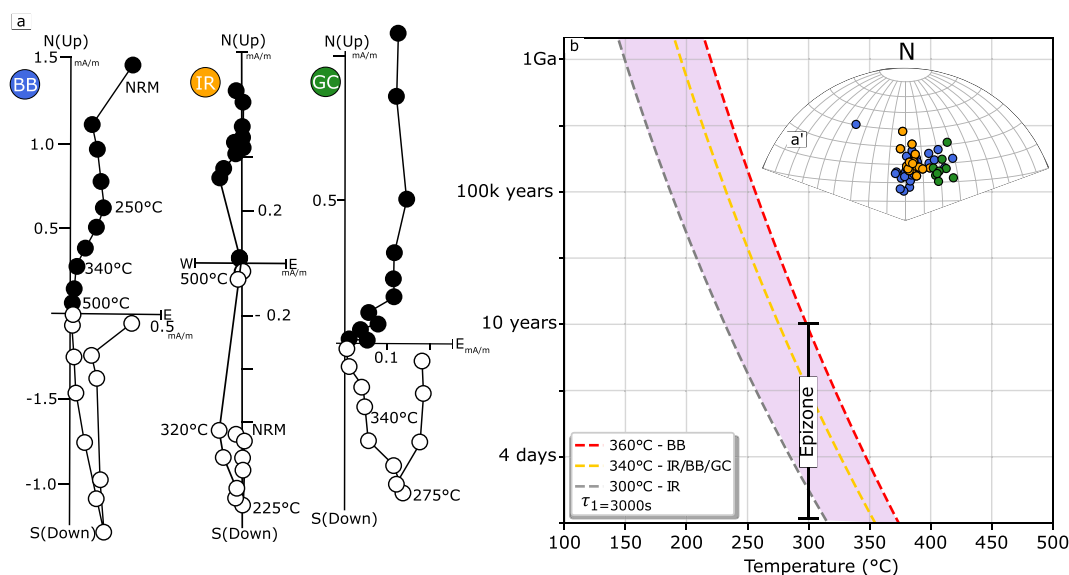 a
N(Up)
mA/m
1.5
BB
NRM
1.0
250°C
0.5
340°C
500°C
E
0.5
mA/m
-1.5
-1.0
S(Down)
N(Up)
mA/m
IR
0.2
W
E
mA/m
500°C
- 0.2
320°C
NRM
225°C
S(Down)
N(Up)
mA/m
GC
0.5
E
mA/m
0.1
340°C
275°C
S(Down)
b
N
a'
1Ga
100k years
10 years
4 days
Epizone
360°C - BB
340°C - IR/BB/GC
300°C - IR
τ1=3000s
100 150 200 250 300 350 400 450 500
Temperature (°C)